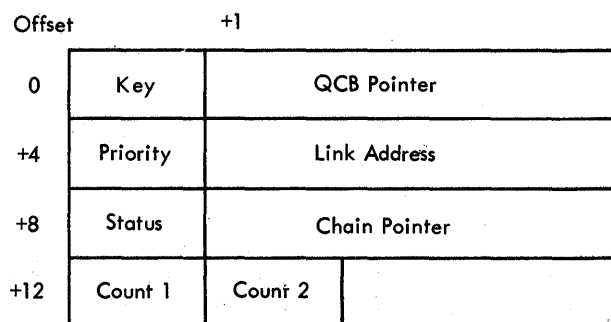 Offset +1
0 Key QCB Pointer
+4 Priority Link Address
+8 Status Chain Pointer
+12 Count 1 Count 2